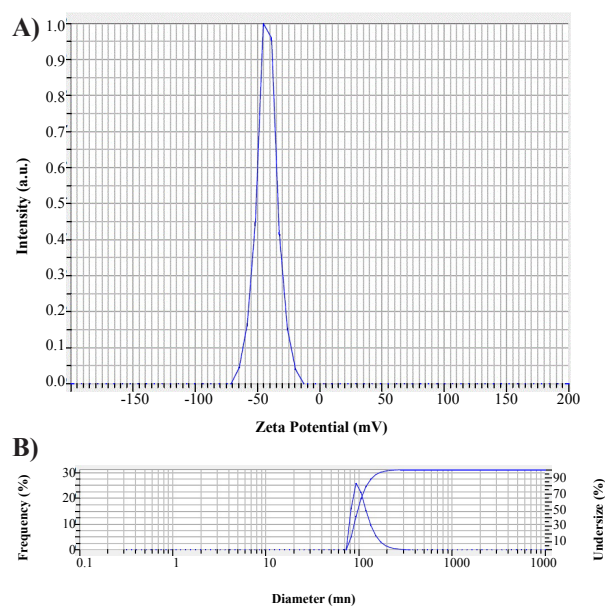 A)
1.0
0.9
0.8
0.7
0.6
0.5
0.4
0.3
0.2
0.1
0.0
Intensity (a.u.)
-150 -100 -50 0 50 100 150 200
Zeta Potential (mV)
B)
30
20
10
0
Frequency (%)
90
70
50
30
10
Undersize (%)
0.1 1 10 100 1000 1000
Diameter (mn)